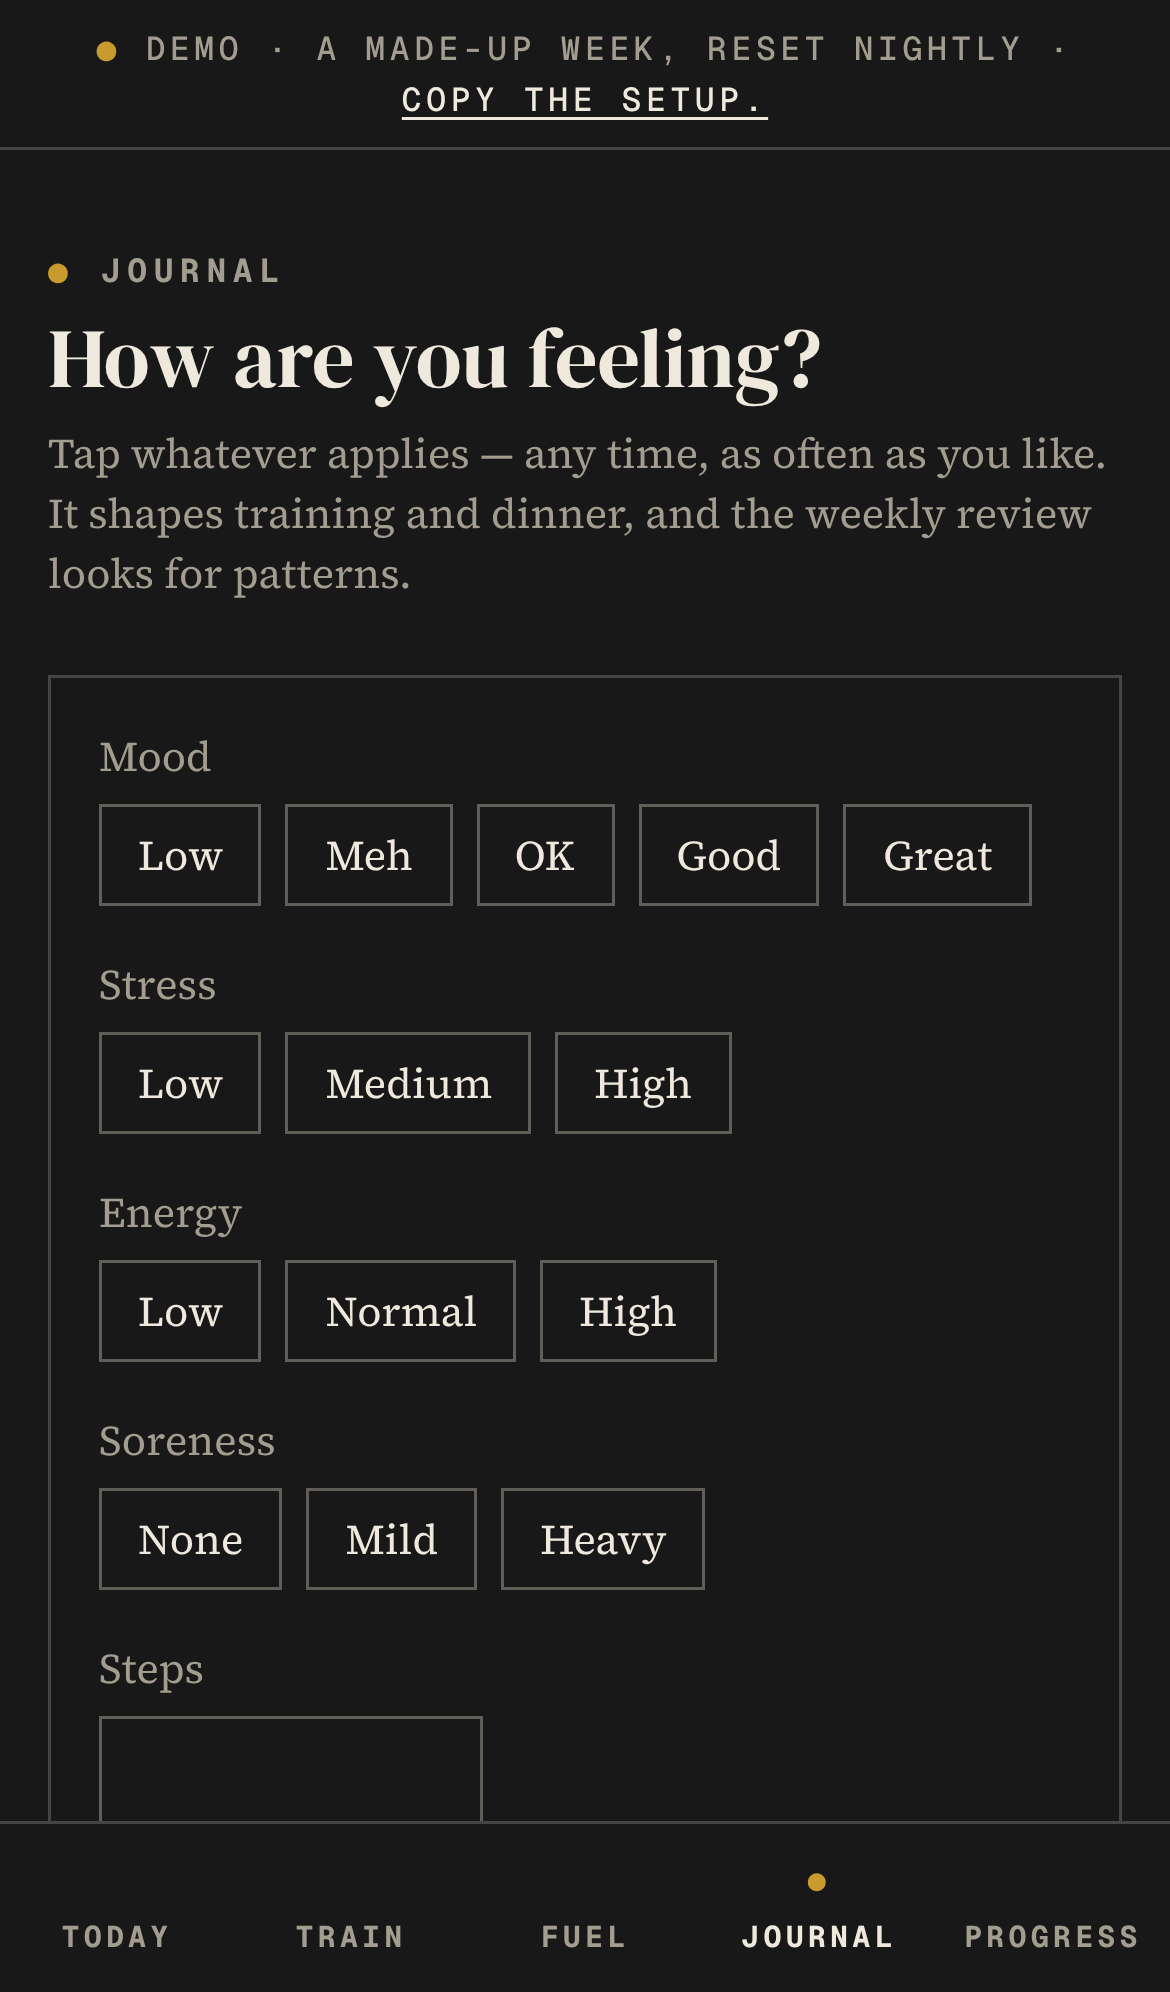 DEMO · A MADE-UP WEEK, RESET NIGHTLY ·
COPY THE SETUP.
JOURNAL
How are you feeling?
Tap whatever applies — any time, as often as you like.
It shapes training and dinner, and the weekly review
looks for patterns.
Mood
Low Meh OK Good Great
Stress
Low Medium High
Energy
Low Normal High
Soreness
None Mild Heavy
Steps
TODAY TRAIN FUEL JOURNAL PROGRESS